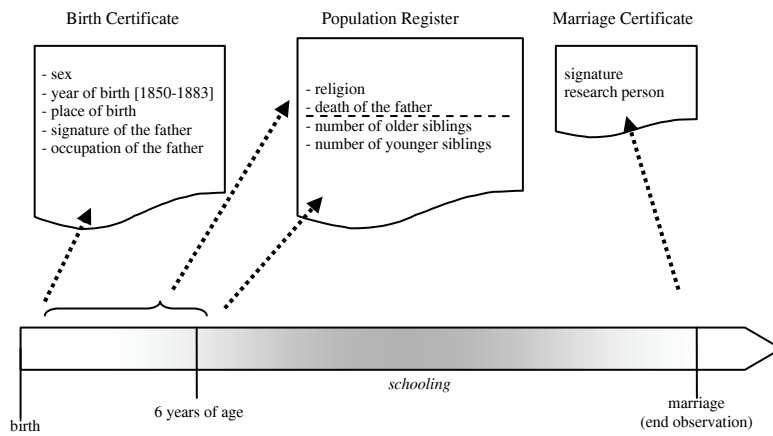 Birth Certificate
Population Register
Marriage Certificate
- sex
- year of birth [1850-1883]
- place of birth
- signature of the father
- occupation of the father
- religion
- death of the father
- number of older siblings
- number of younger siblings
signature
research person
schooling
birth
6 years of age
marriage
(end observation)